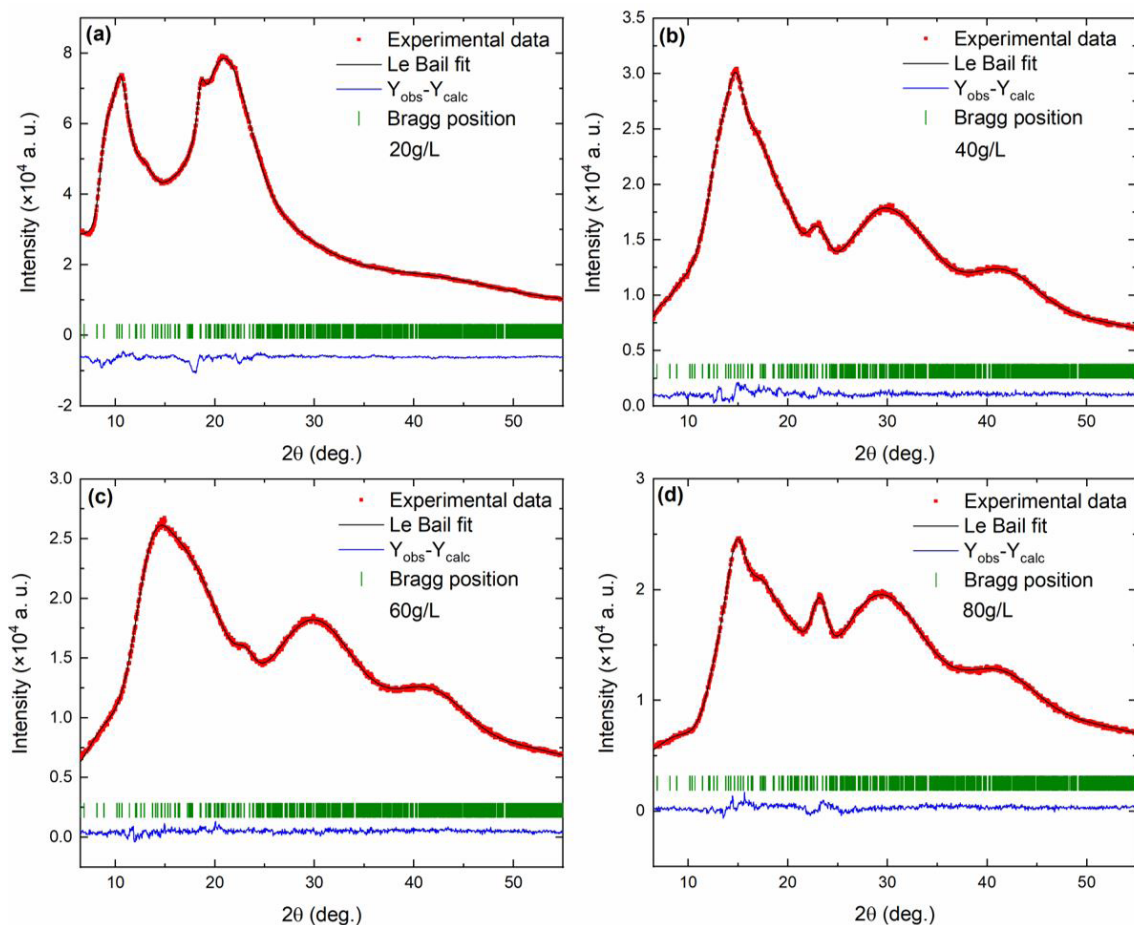 (a)
Experimental data
Le Bail fit
Yobs-Ycalc
Bragg position
20g/L
Intensity (×10⁴ a. u.)
8
6
4
2
0
-2
10 20 30 40 50
2θ (deg.)
(b)
Experimental data
Le Bail fit
Yobs-Ycalc
Bragg position
40g/L
Intensity (×10⁴ a. u.)
3.5
3.0
2.5
2.0
1.5
1.0
0.5
0.0
10 20 30 40 50
2θ (deg.)
(c)
Experimental data
Le Bail fit
Yobs-Ycalc
Bragg position
60g/L
Intensity (×10⁴ a. u.)
3.0
2.5
2.0
1.5
1.0
0.5
0.0
10 20 30 40 50
2θ (deg.)
(d)
Experimental data
Le Bail fit
Yobs-Ycalc
Bragg position
80g/L
Intensity (×10⁴ a. u.)
3
2
1
0
10 20 30 40 50
2θ (deg.)